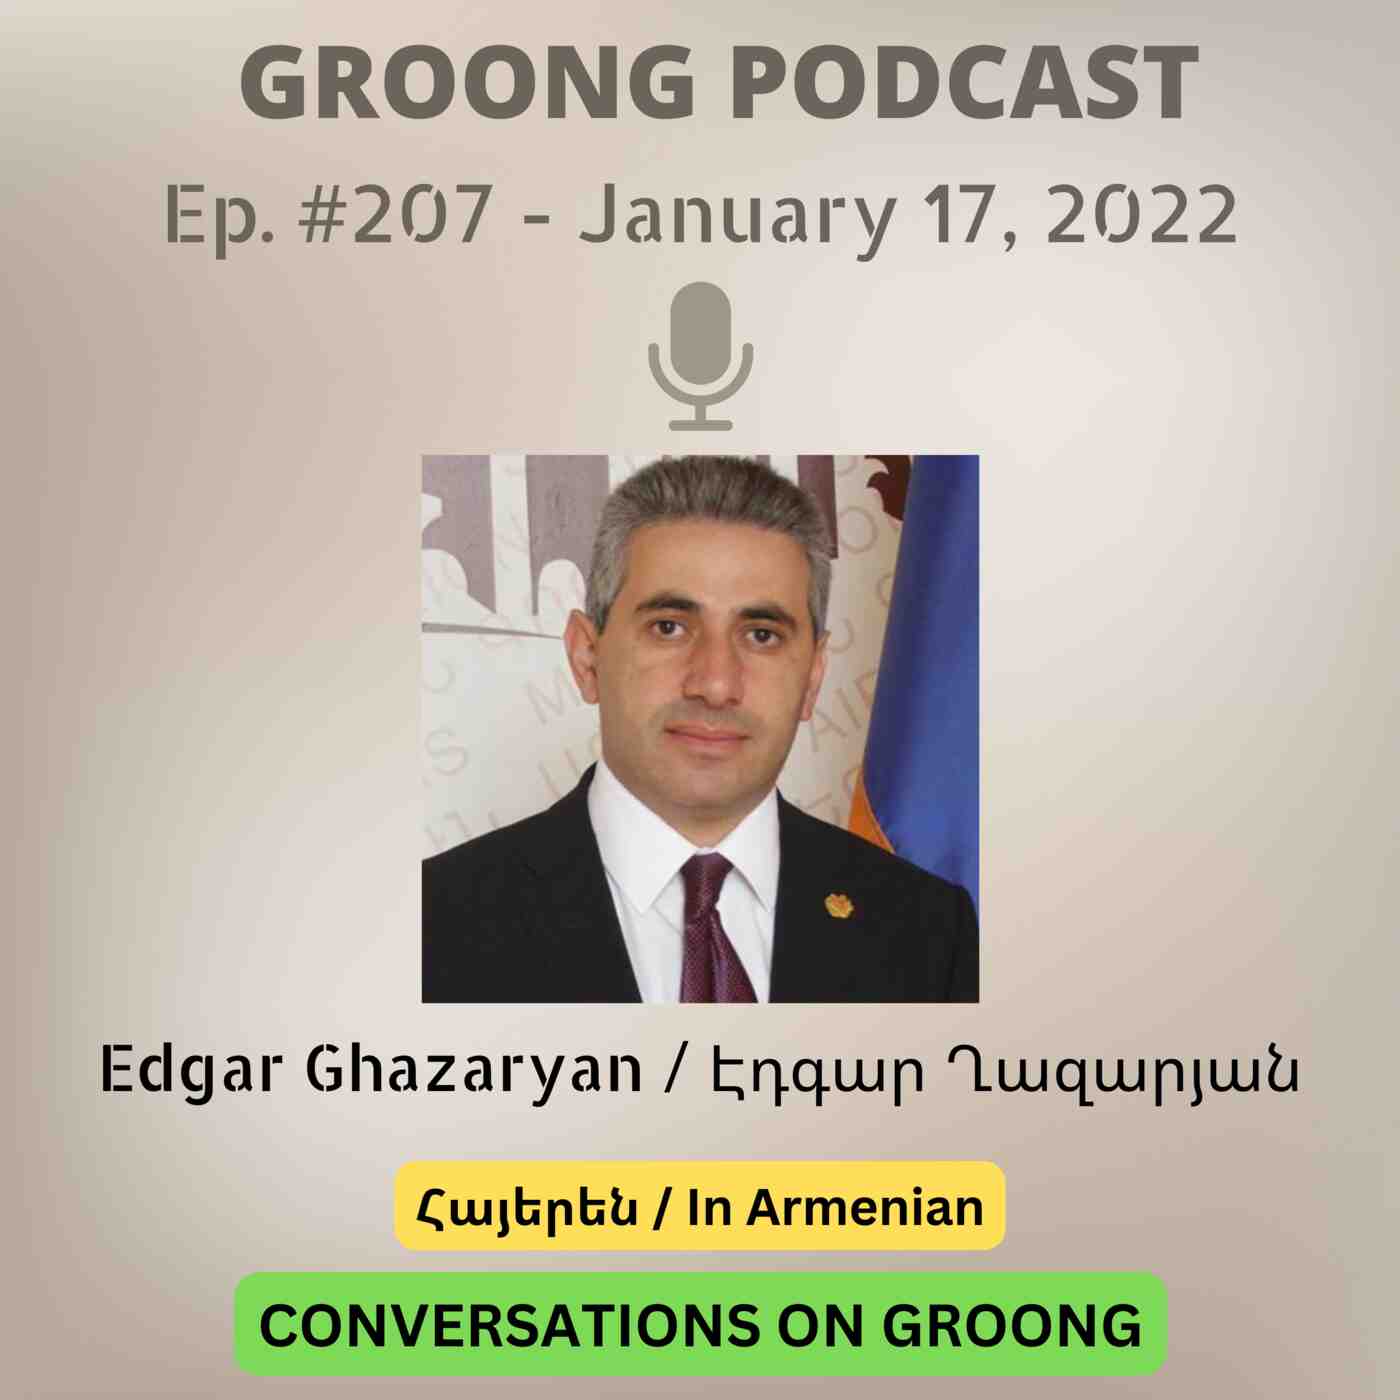 GROONG PODCAST
Ep. #207 - January 17, 2022
Edgar Ghazaryan / Էդգար Ղազարյան
Հայերեն / In Armenian
CONVERSATIONS ON GROONG